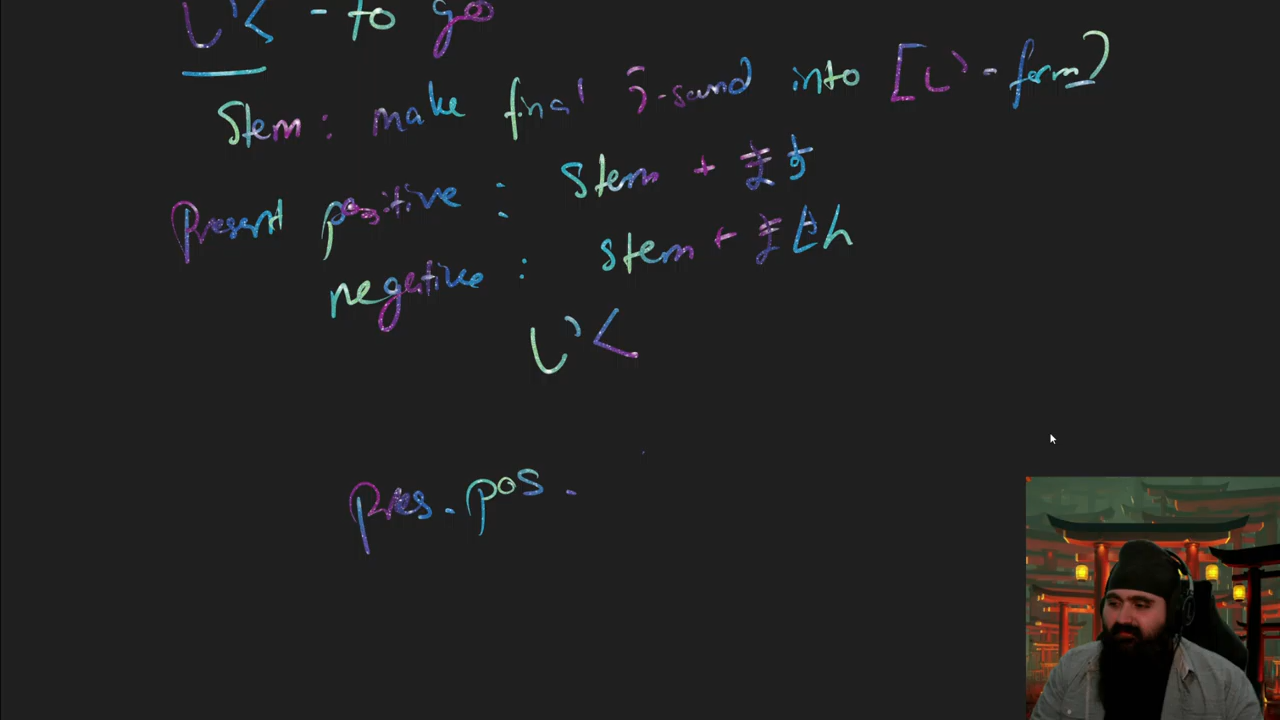 いく - to go
Stem: make final う-sound into [い-form)
Present positive: Stem + ます
negetive: stem + ません
いく
pres. pos.